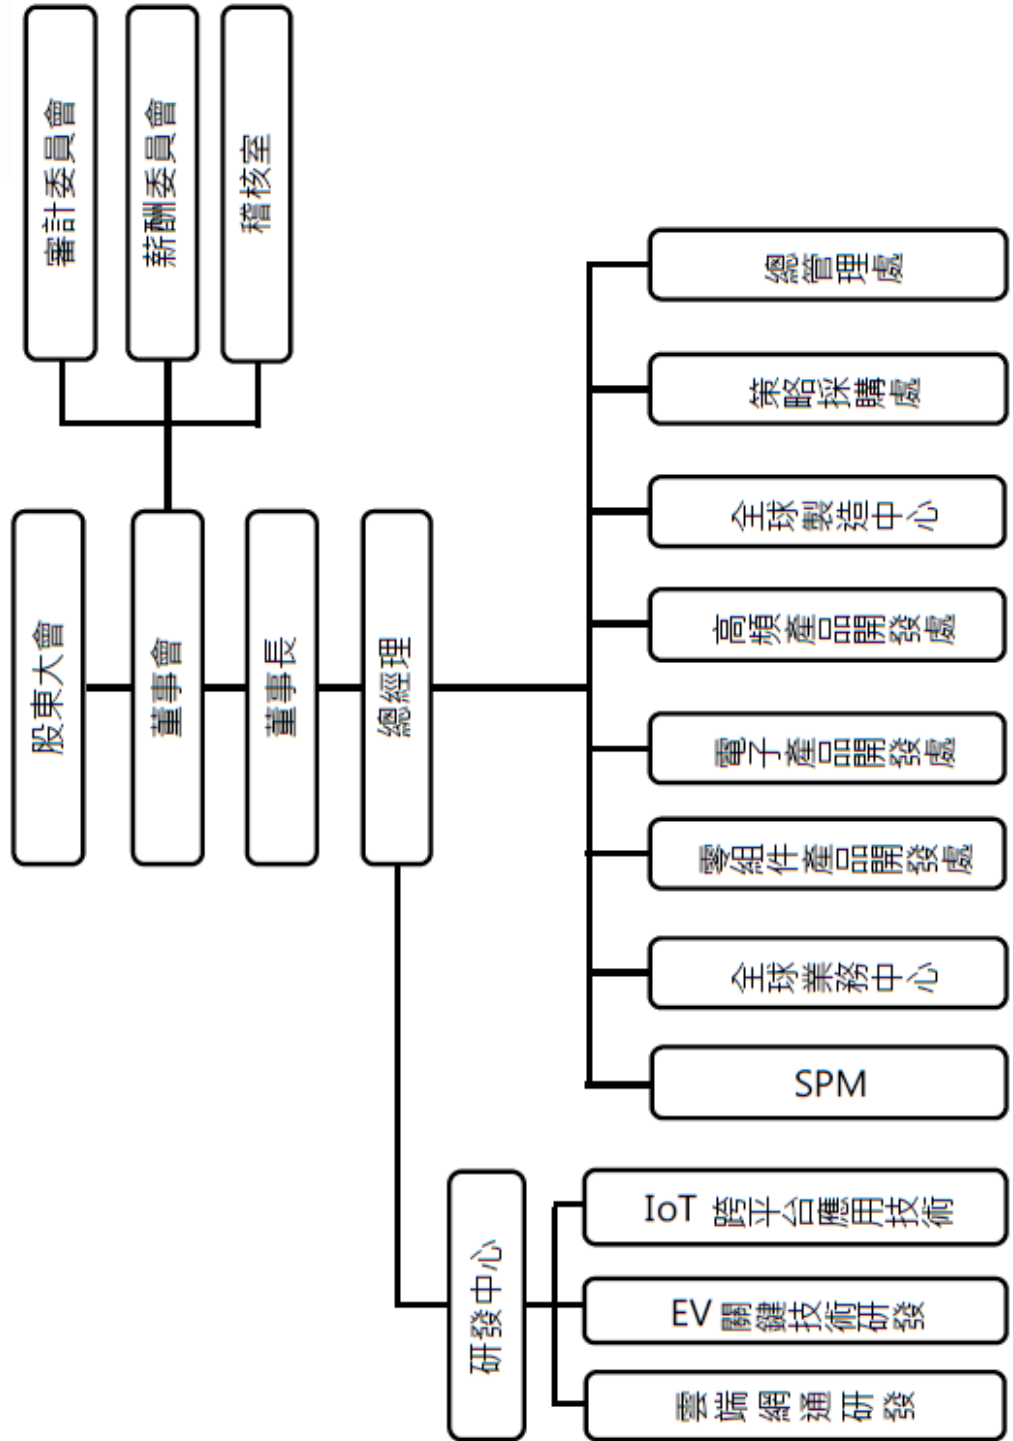 股東大會
董事會
審計委員會
薪酬委員會
稽核室
董事長
總經理
研發中心
雲端網通研發
EV關鍵技術研發
IoT 跨平台應用技術
SPM
全球業務中心
零組件產品開發處
電子產品開發處
高頻產品開發處
全球製造中心
策略採購處
總管理處